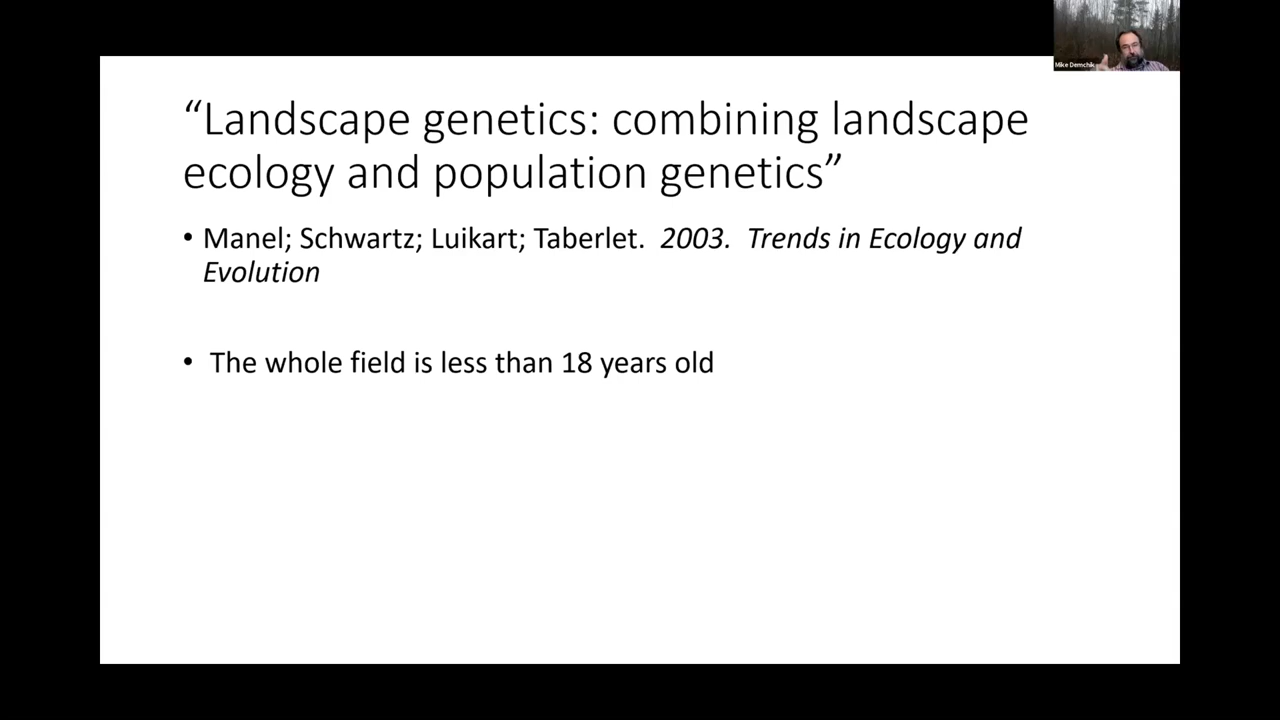 “Landscape genetics: combining landscape
ecology and population genetics”
• Manel; Schwartz; Luikart; Taberlet.  2003.  Trends in Ecology and
Evolution
• The whole field is less than 18 years old
Mike Demchik